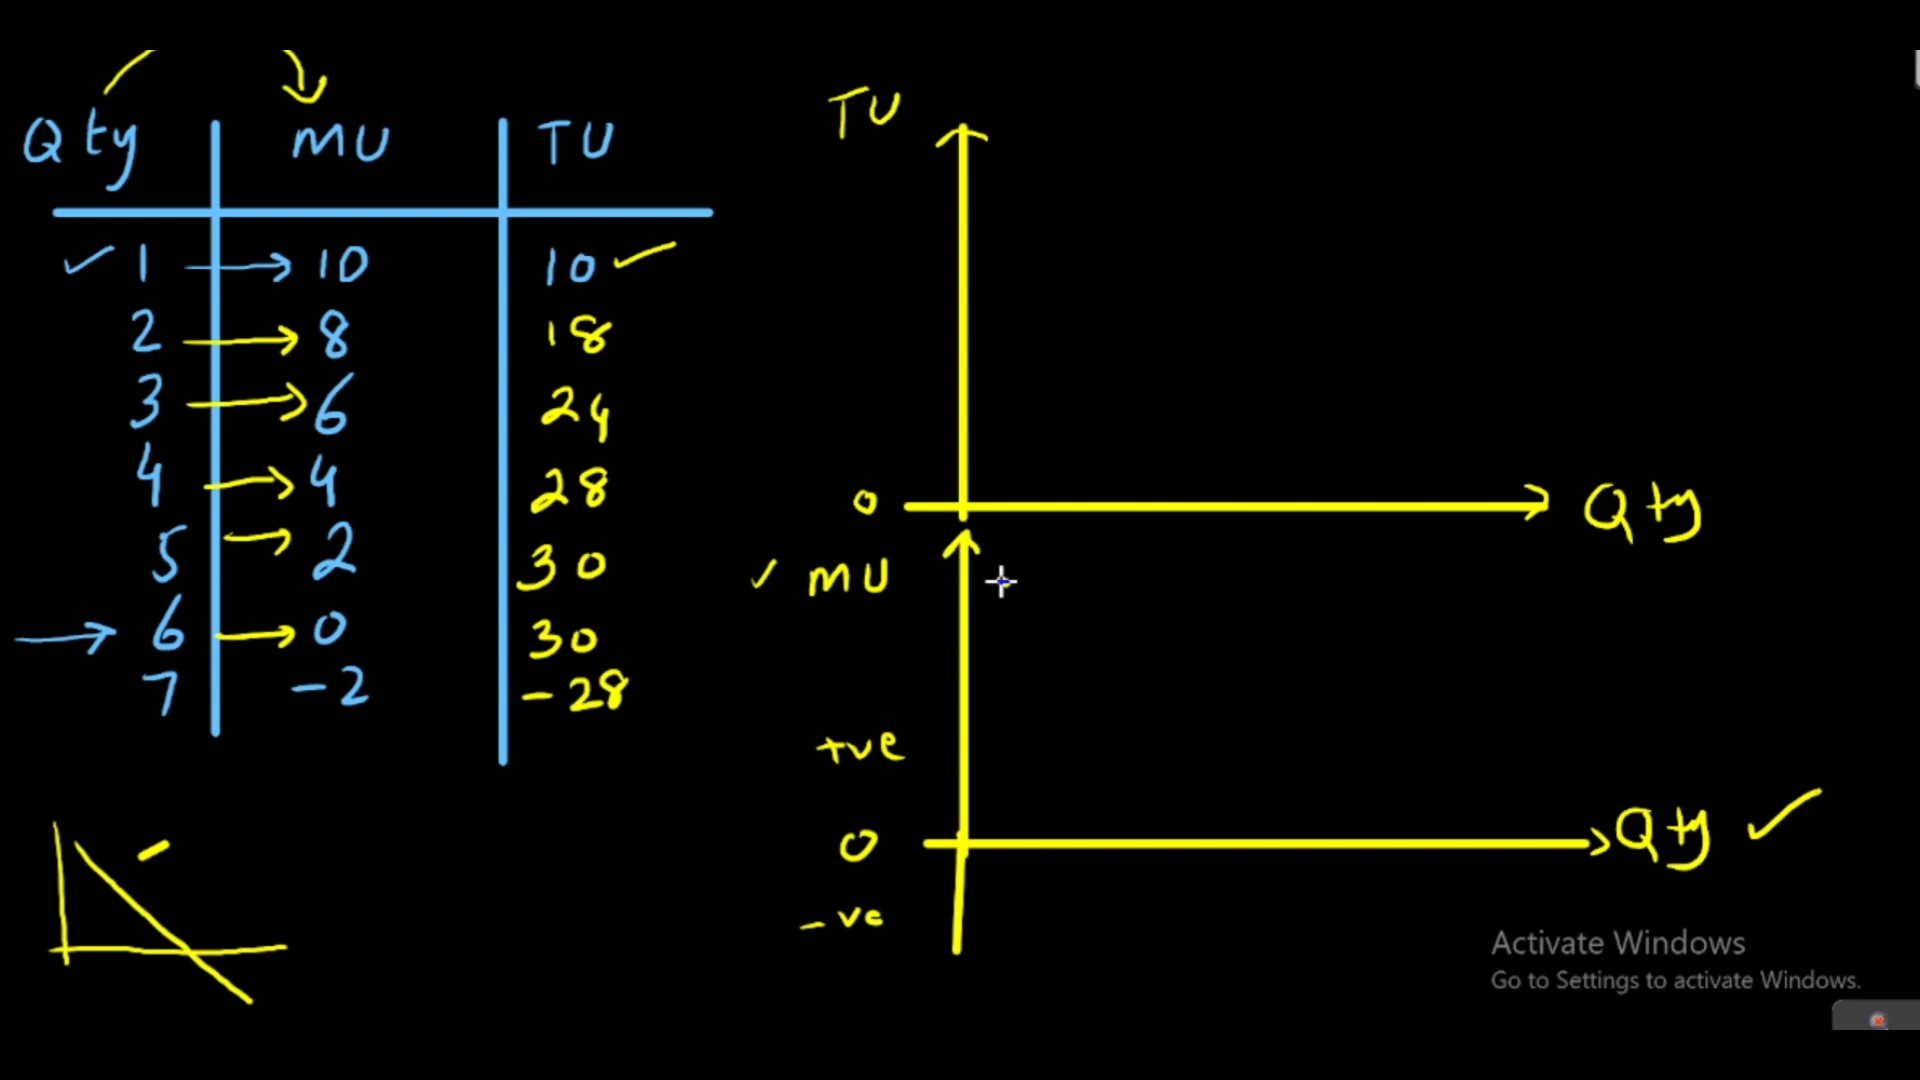 Qty MU TU
1 → 10 10
2 → 8 18
3 → 6 24
4 → 4 28
5 → 2 30
→ 6 → 0 30
7 -2 -28
TU
0 Qty
MU
+ve
0 Qty
-ve
Activate Windows
Go to Settings to activate Windows.